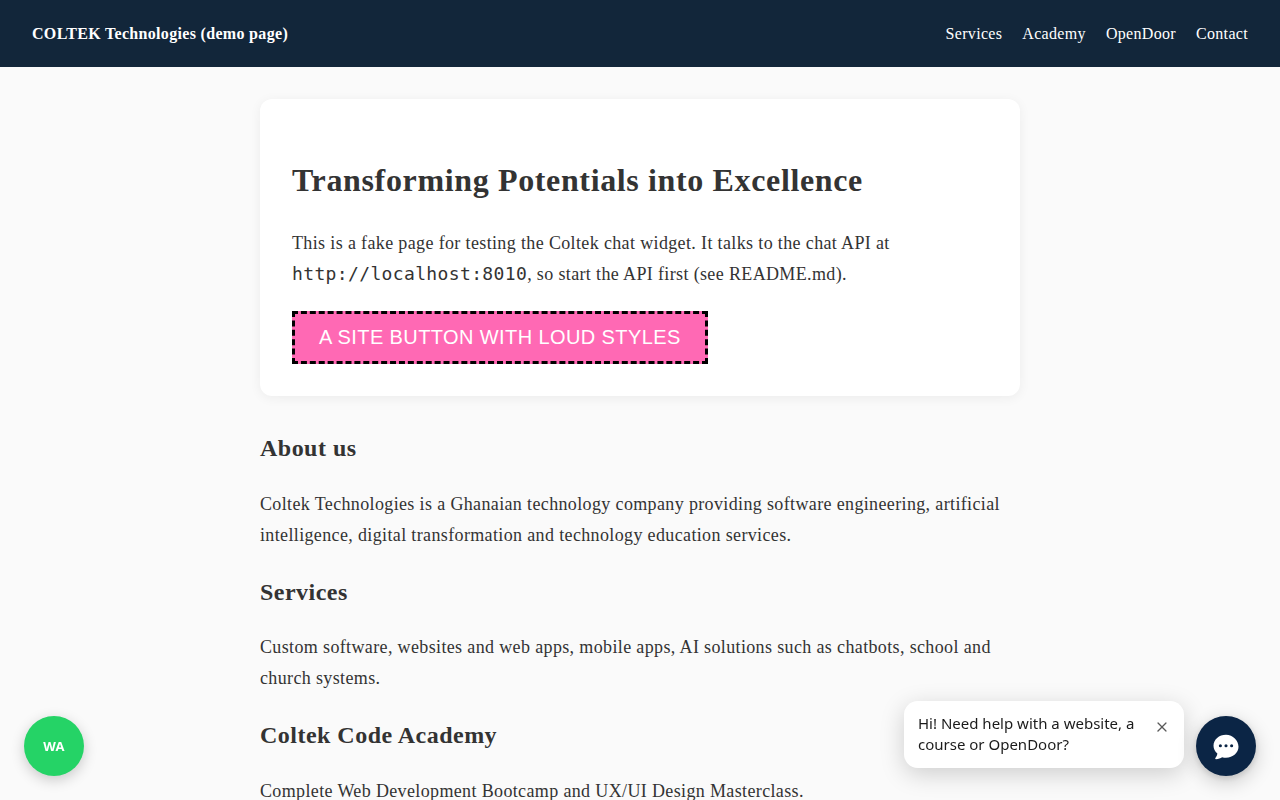 COLTEK Technologies (demo page)
Services Academy OpenDoor Contact
Transforming Potentials into Excellence
This is a fake page for testing the Coltek chat widget. It talks to the chat API at
http://localhost:8010, so start the API first (see README.md).
A SITE BUTTON WITH LOUD STYLES
About us
Coltek Technologies is a Ghanaian technology company providing software engineering, artificial
intelligence, digital transformation and technology education services.
Services
Custom software, websites and web apps, mobile apps, AI solutions such as chatbots, school and
church systems.
Coltek Code Academy
Complete Web Development Bootcamp and UX/UI Design Masterclass.
WA
Hi! Need help with a website, a
course or OpenDoor?